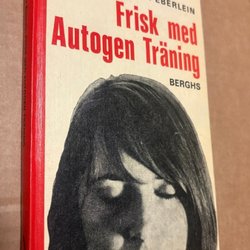 EBERLEIN
Frisk med
Autogen Träning
BERGHS